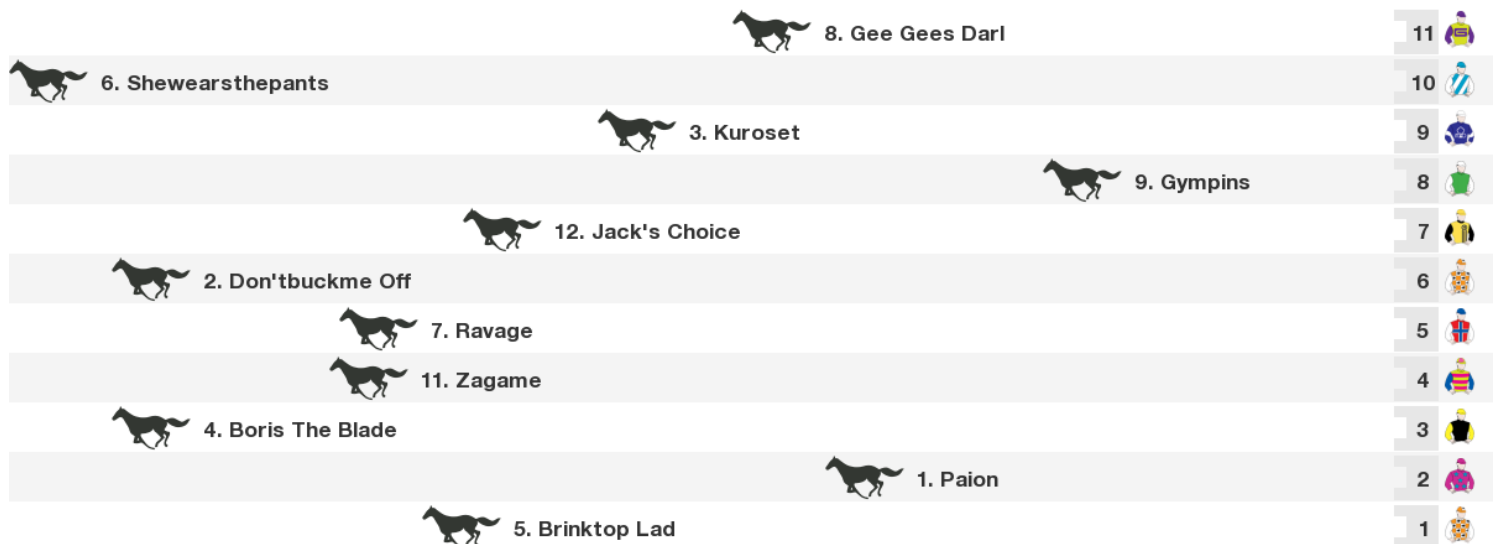 8. Gee Gees Darl 11
6. Shewearsthepants 10
3. Kuroset 9
9. Gympins 8
12. Jack's Choice 7
2. Don'tbuckme Off 6
7. Ravage 5
11. Zagame 4
4. Boris The Blade 3
1. Paion 2
5. Brinktop Lad 1